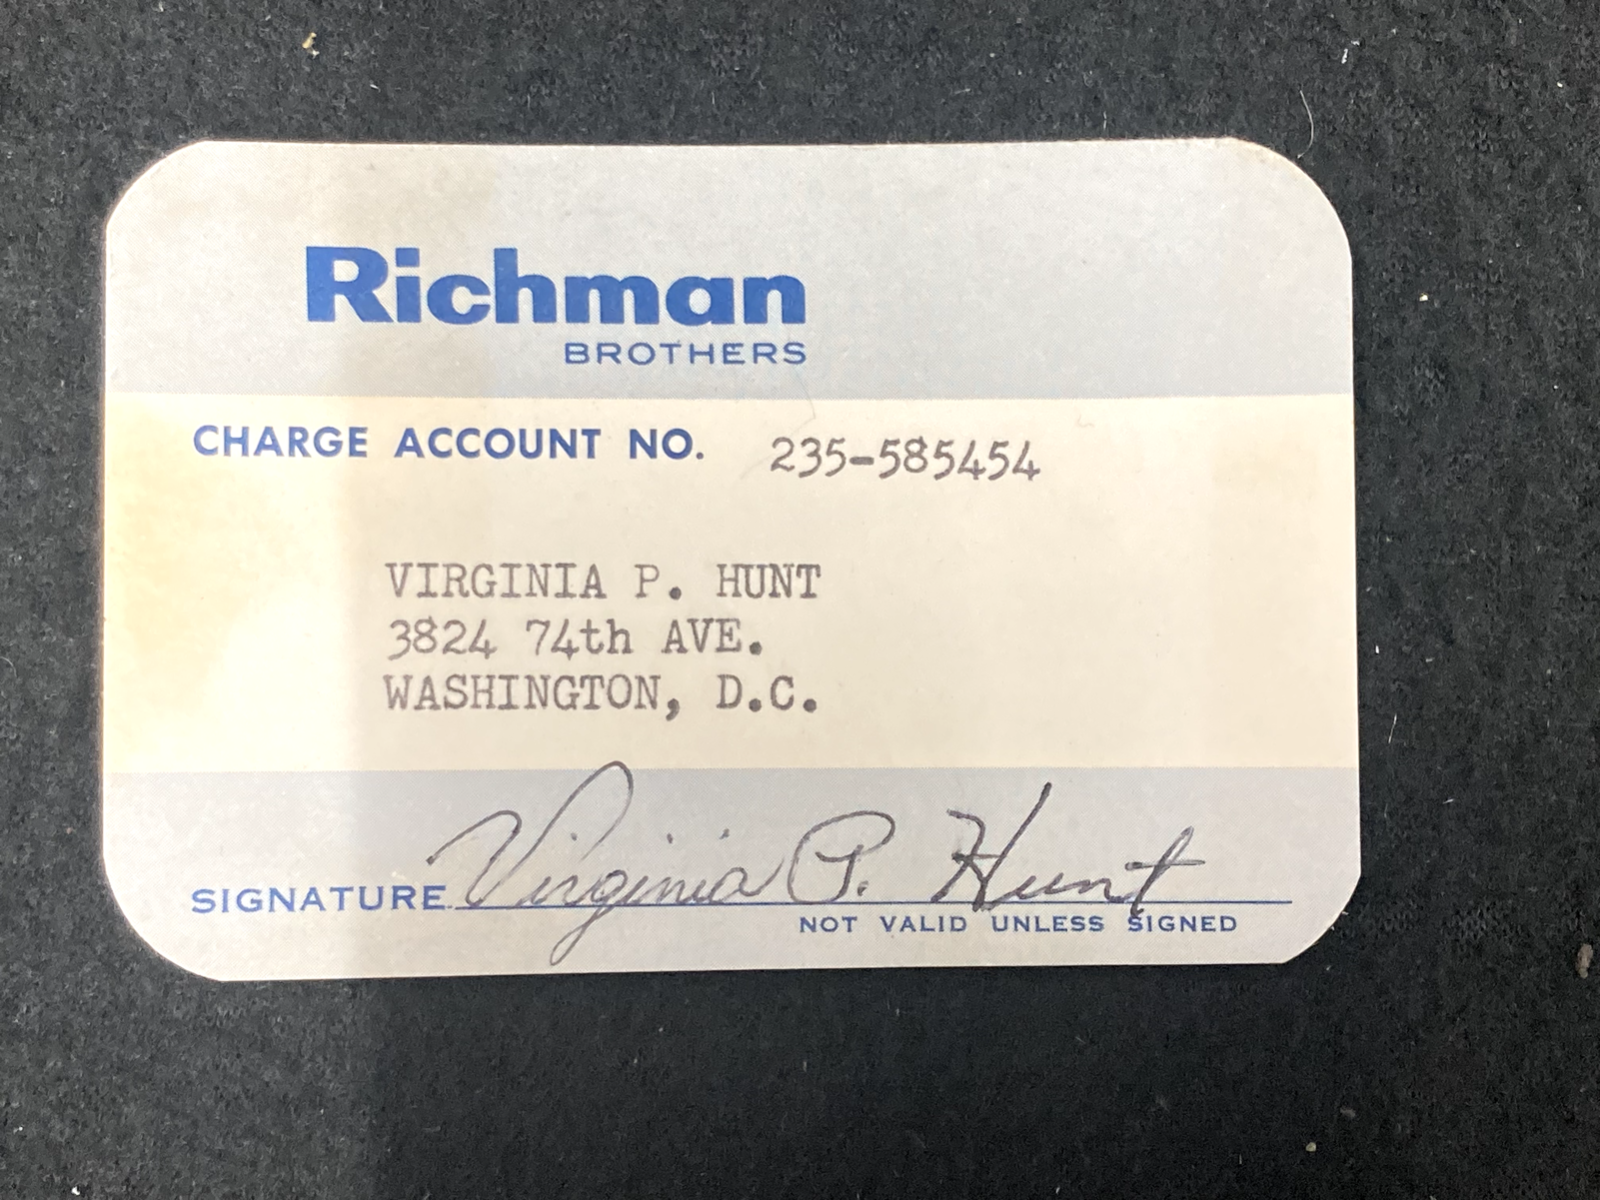 Richman
BROTHERS
CHARGE ACCOUNT NO. 235-585454
VIRGINIA P. HUNT
3824 74th AVE.
WASHINGTON, D.C.
SIGNATURE Virginia P. Hunt
NOT VALID UNLESS SIGNED